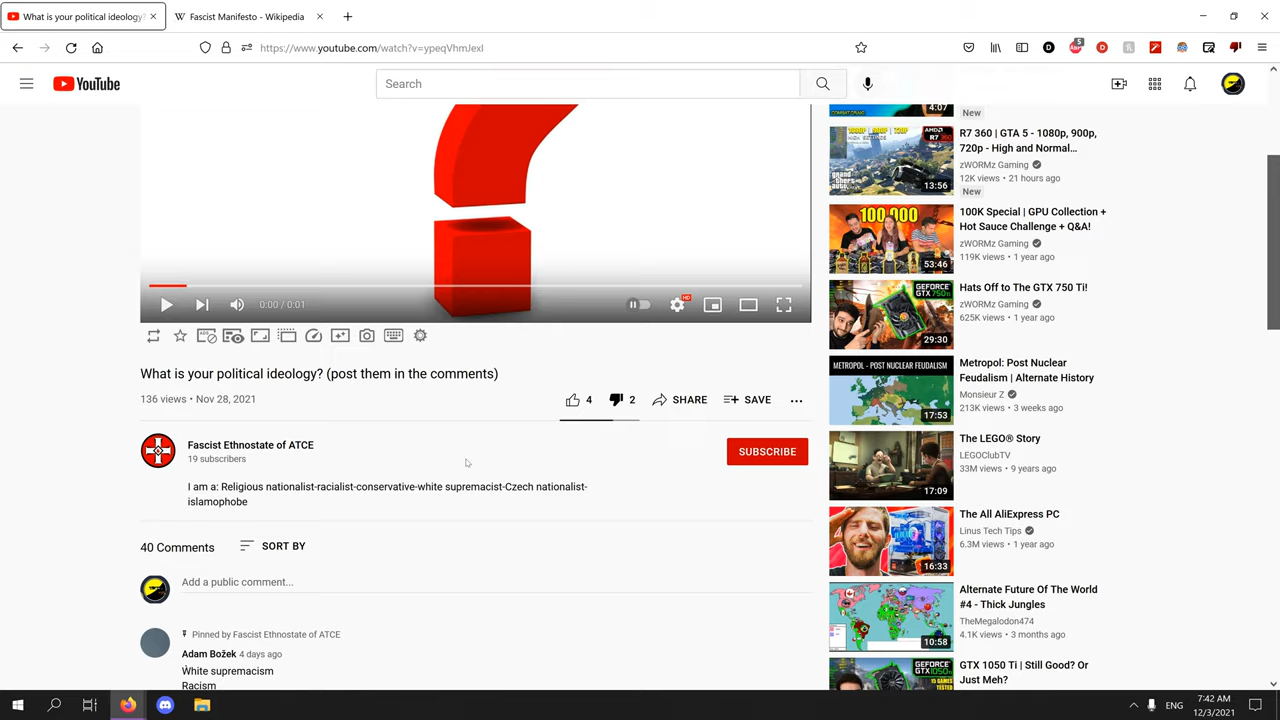 What is your political ideology?
Fascist Manifesto - Wikipedia
https://www.youtube.com/watch?v=ypeqVhmJexI
5
YouTube
Search
4:07
New
R7 360 | GTA 5 - 1080p, 900p,
720p - High and Normal...
zWORMz Gaming
12K views • 21 hours ago
New
13:56
100K Special | GPU Collection +
Hot Sauce Challenge + Q&A!
zWORMz Gaming
119K views • 1 year ago
100 000
53:46
Hats Off to The GTX 750 Ti!
zWORMz Gaming
625K views • 1 year ago
29:30
Metropol: Post Nuclear
Feudalism | Alternate History
Monsieur Z
213K views • 3 weeks ago
METROPOL - POST NUCLEAR FEUDALISM
17:53
The LEGO® Story
LEGOClubTV
33M views • 9 years ago
17:09
The All AliExpress PC
Linus Tech Tips
6.3M views • 1 year ago
16:33
Alternate Future Of The World
#4 - Thick Jungles
TheMegalodon474
4.1K views • 3 months ago
10:58
GTX 1050 Ti | Still Good? Or
Just Meh?
0:00 / 0:01
HD
What is your political ideology? (post them in the comments)
136 views • Nov 28, 2021
4
2
SHARE
SAVE
Fascist Ethnostate of ATCE
19 subscribers
SUBSCRIBE
I am a: Religious nationalist-racialist-conservative-white supremacist-Czech nationalist-
islamophobe
40 Comments
SORT BY
Add a public comment...
Pinned by Fascist Ethnostate of ATCE
Adam Božek 4 days ago
White supremacism
Racism
ENG
7:42 AM
12/3/2021